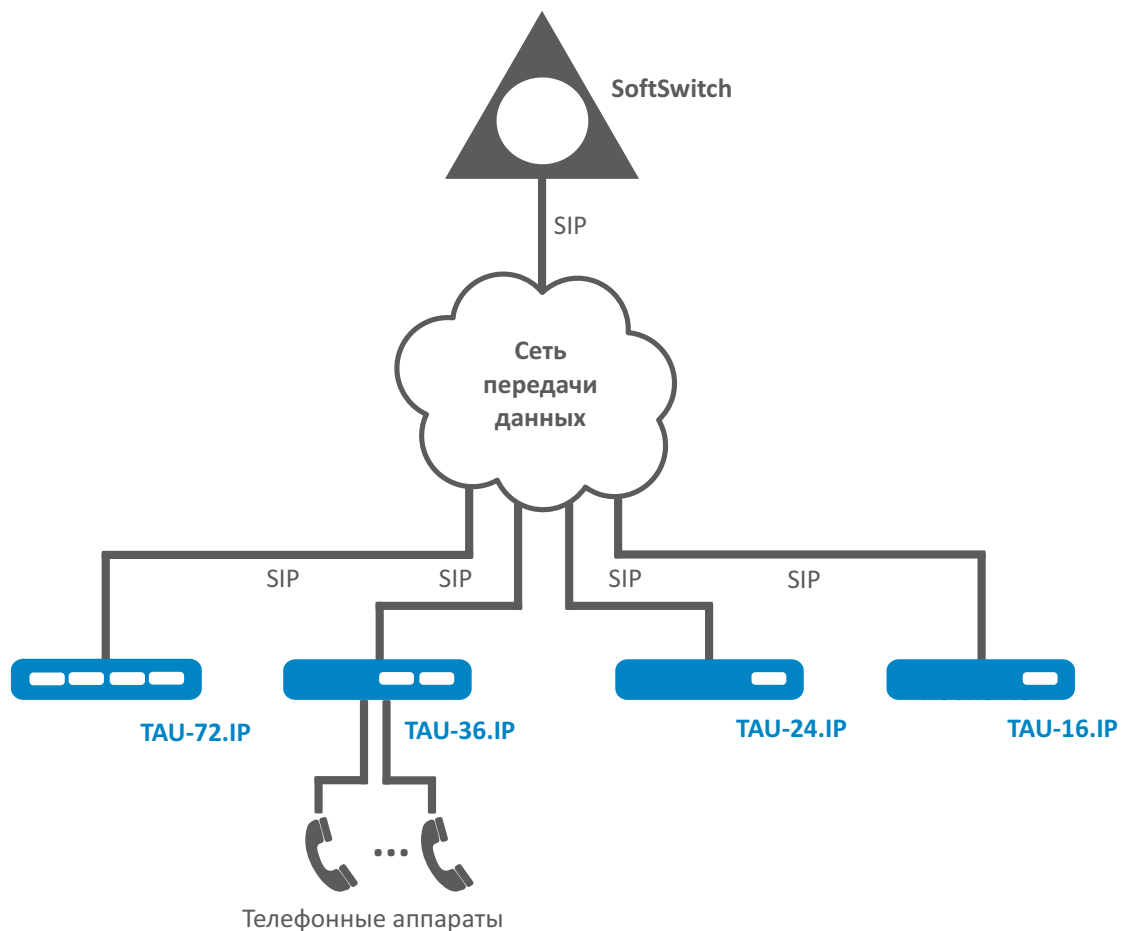 SoftSwitch
SIP
Сеть
передачи
данных
SIP
SIP
SIP
SIP
TAU-72.IP
TAU-36.IP
TAU-24.IP
TAU-16.IP
...
Телефонные аппараты